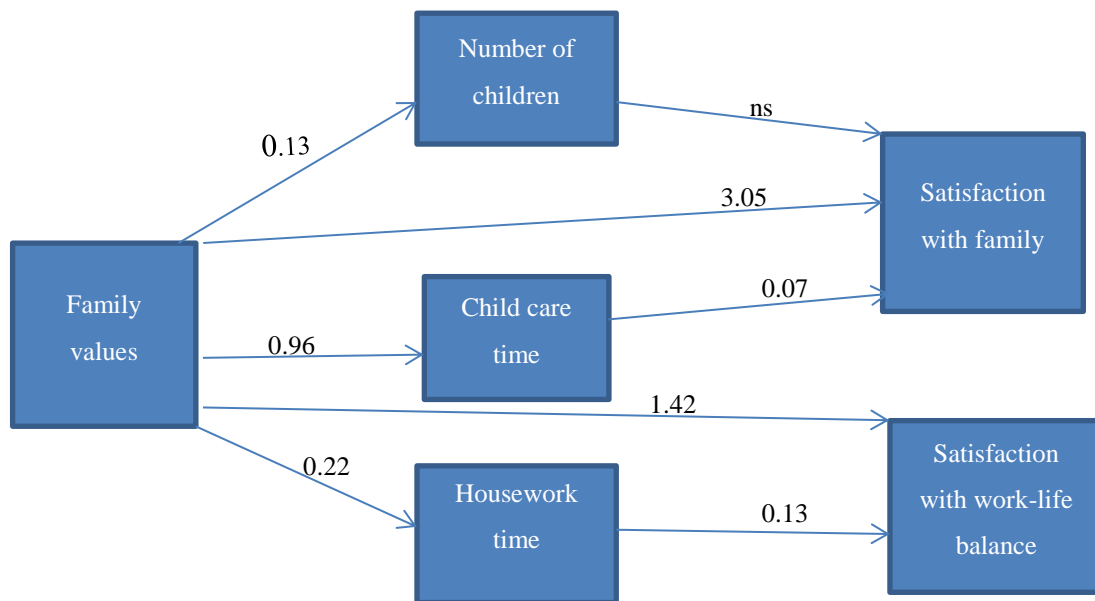 Number of
children
ns
0.13
3.05
Satisfaction
with family
Family
values
Child care
time
0.07
0.96
1.42
0.22
Housework
time
0.13
Satisfaction
with work-life
balance